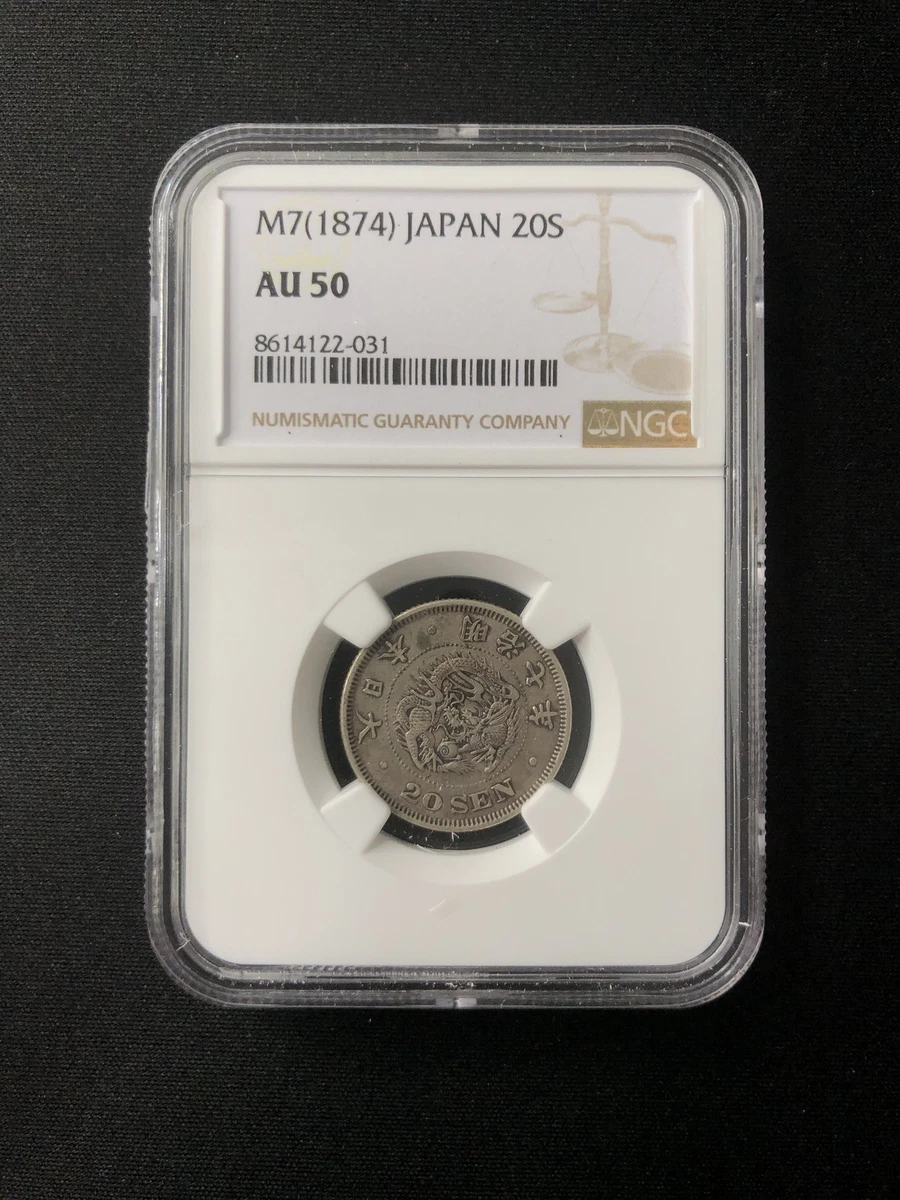 M7(1874) JAPAN 20S
AU 50
8614122-031
NUMISMATIC GUARANTY COMPANY
NGC
大日本 · 明治七年 ·
20 SEN